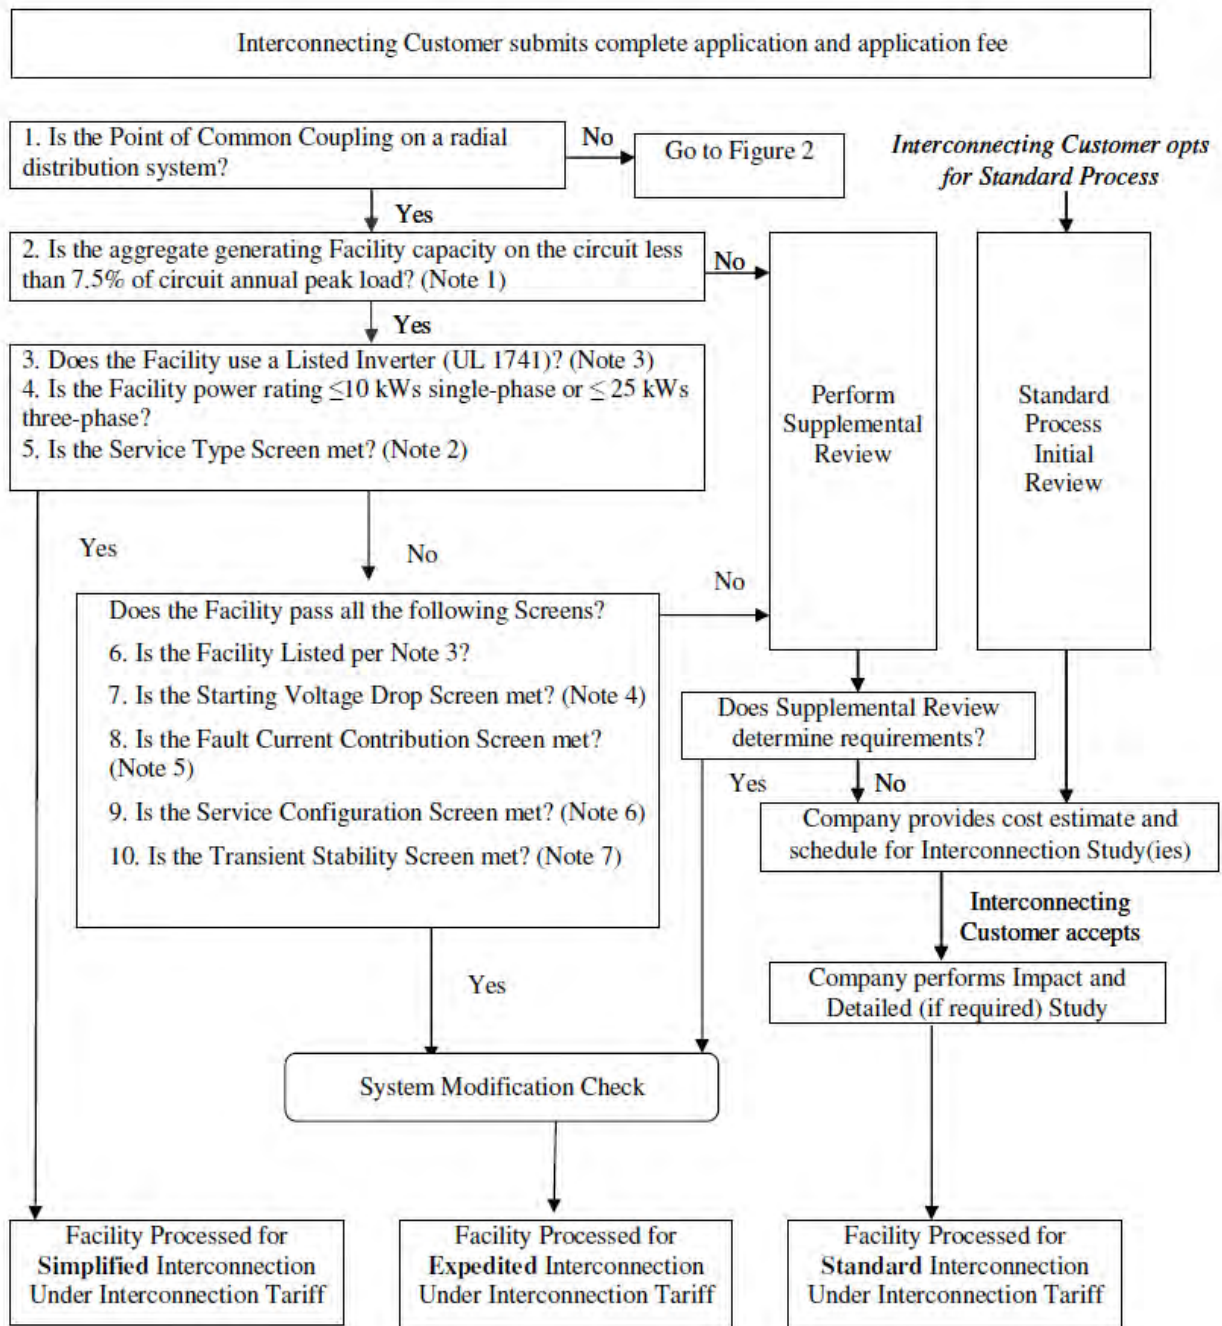 Interconnecting Customer submits complete application and application fee
1. Is the Point of Common Coupling on a radial
distribution system?
No
Go to Figure 2
Interconnecting Customer opts
for Standard Process
Yes
2. Is the aggregate generating Facility capacity on the circuit less
than 7.5% of circuit annual peak load? (Note 1)
No
Yes
3. Does the Facility use a Listed Inverter (UL 1741)? (Note 3)
4. Is the Facility power rating ≤10 kWs single-phase or ≤ 25 kWs
three-phase?
5. Is the Service Type Screen met? (Note 2)
Perform
Supplemental
Review
Standard
Process
Initial
Review
Yes
No
No
Does the Facility pass all the following Screens?
6. Is the Facility Listed per Note 3?
7. Is the Starting Voltage Drop Screen met? (Note 4)
8. Is the Fault Current Contribution Screen met?
(Note 5)
9. Is the Service Configuration Screen met? (Note 6)
10. Is the Transient Stability Screen met? (Note 7)
Does Supplemental Review
determine requirements?
Yes
No
Company provides cost estimate and
schedule for Interconnection Study(ies)
Interconnecting
Customer accepts
Company performs Impact and
Detailed (if required) Study
Yes
System Modification Check
Facility Processed for
Simplified Interconnection
Under Interconnection Tariff
Facility Processed for
Expedited Interconnection
Under Interconnection Tariff
Facility Processed for
Standard Interconnection
Under Interconnection Tariff